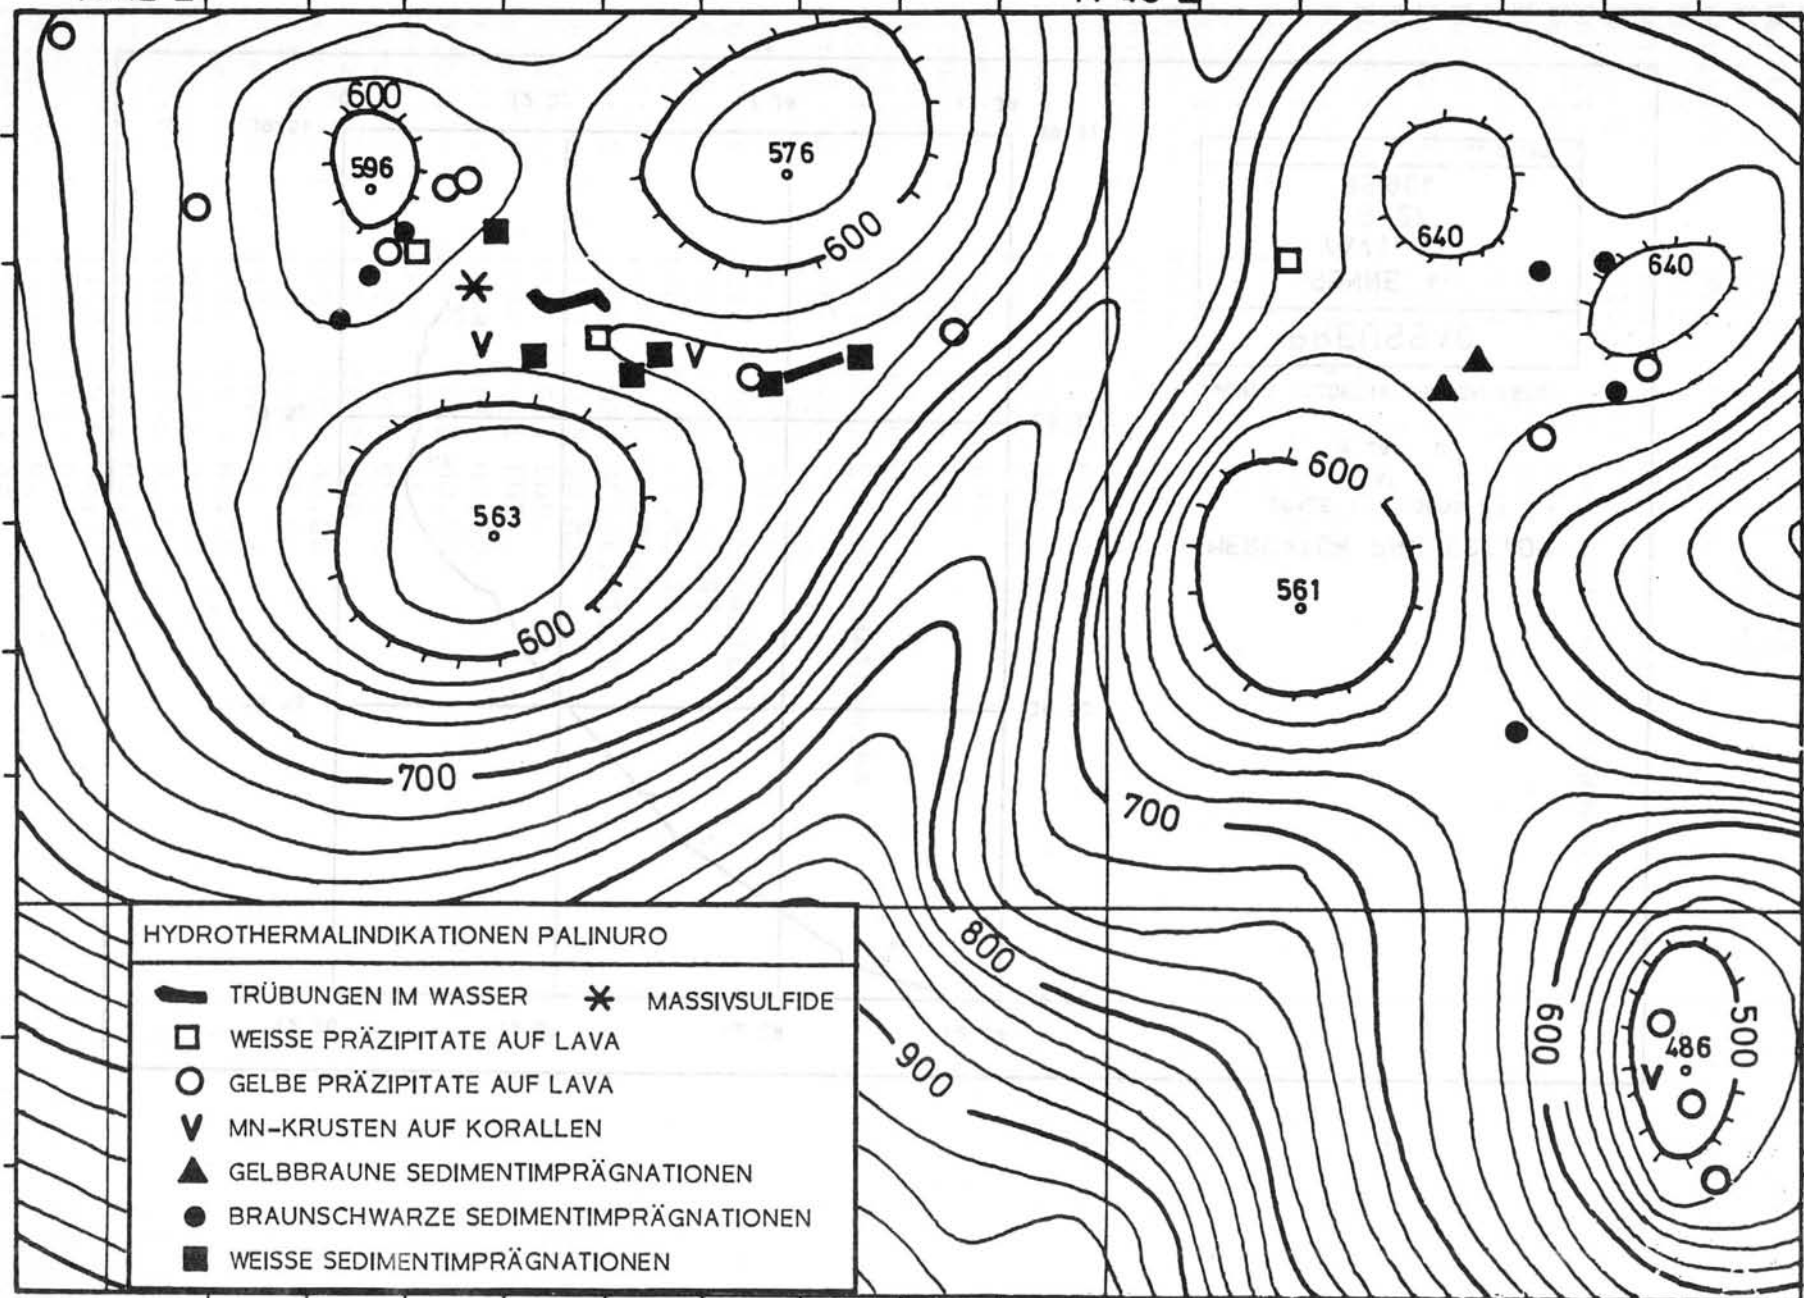 600
596
576
600
640
640
600
563
561
600
700
700
800
900
600
500
486
HYDROTHERMALINDIKATIONEN PALINURO
TRÜBUNGEN IM WASSER MASSIVSULFIDE
WEISSE PRÄZIPITATE AUF LAVA
GELBE PRÄZIPITATE AUF LAVA
V MN-KRUSTEN AUF KORALLEN
GELBBRAUNE SEDIMENTIMPRÄGNATIONEN
BRAUNSCHWARZE SEDIMENTIMPRÄGNATIONEN
WEISSE SEDIMENTIMPRÄGNATIONEN